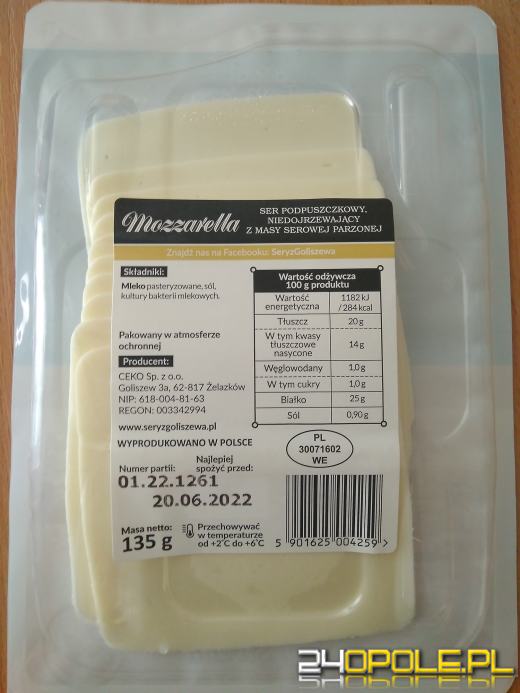 Mozzarella
SER PODPUSZCZKOWY,
NIEDOJRZEWAJĄCY
Z MASY SEROWEJ PARZONEJ
Znajdź nas na Facebooku: SeryzGoliszewa
Składniki:
Mleko pasteryzowane, sól,
kultury bakterii mlekowych.
Pakowany w atmosferze
ochronnej
Producent:
CEKO Sp. z o.o.
Goliszew 3a, 62-817 Żelazków
NIP: 618-004-81-63
REGON: 003342994
www.seryzgoliszewa.pl
WYPRODUKOWANO W POLSCE
Wartość odżywcza
100 g produktu
Wartość energetyczna 1182 kJ / 284 kcal
Tłuszcz 20 g
W tym kwasy tłuszczowe nasycone 14 g
Węglowodany 1,0 g
W tym cukry 1,0 g
Białko 25 g
Sól 0,90 g
PL
30071602
WE
Numer partii:
01.22.1261
Najlepiej
spożyć przed:
20.06.2022
Masa netto:
135 g
Przechowywać
w temperaturze
od +2°C do +6°C
5 901625 004259 >
24OPOLE.PL